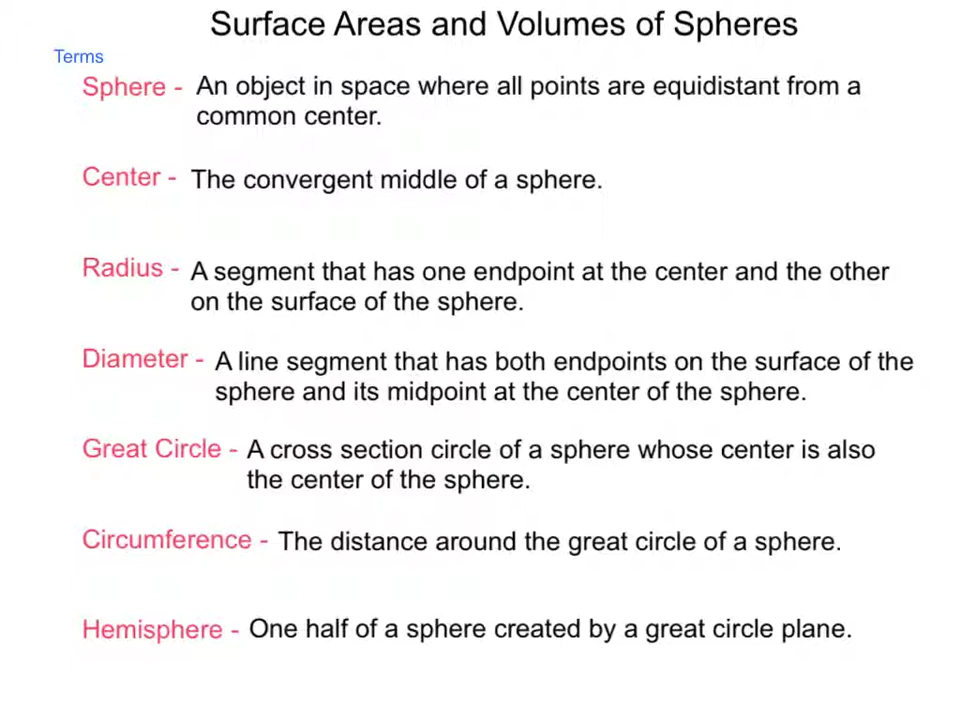 Surface Areas and Volumes of Spheres
Terms
Sphere - An object in space where all points are equidistant from a
common center.
Center - The convergent middle of a sphere.
Radius - A segment that has one endpoint at the center and the other
on the surface of the sphere.
Diameter - A line segment that has both endpoints on the surface of the
sphere and its midpoint at the center of the sphere.
Great Circle - A cross section circle of a sphere whose center is also
the center of the sphere.
Circumference - The distance around the great circle of a sphere.
Hemisphere - One half of a sphere created by a great circle plane.